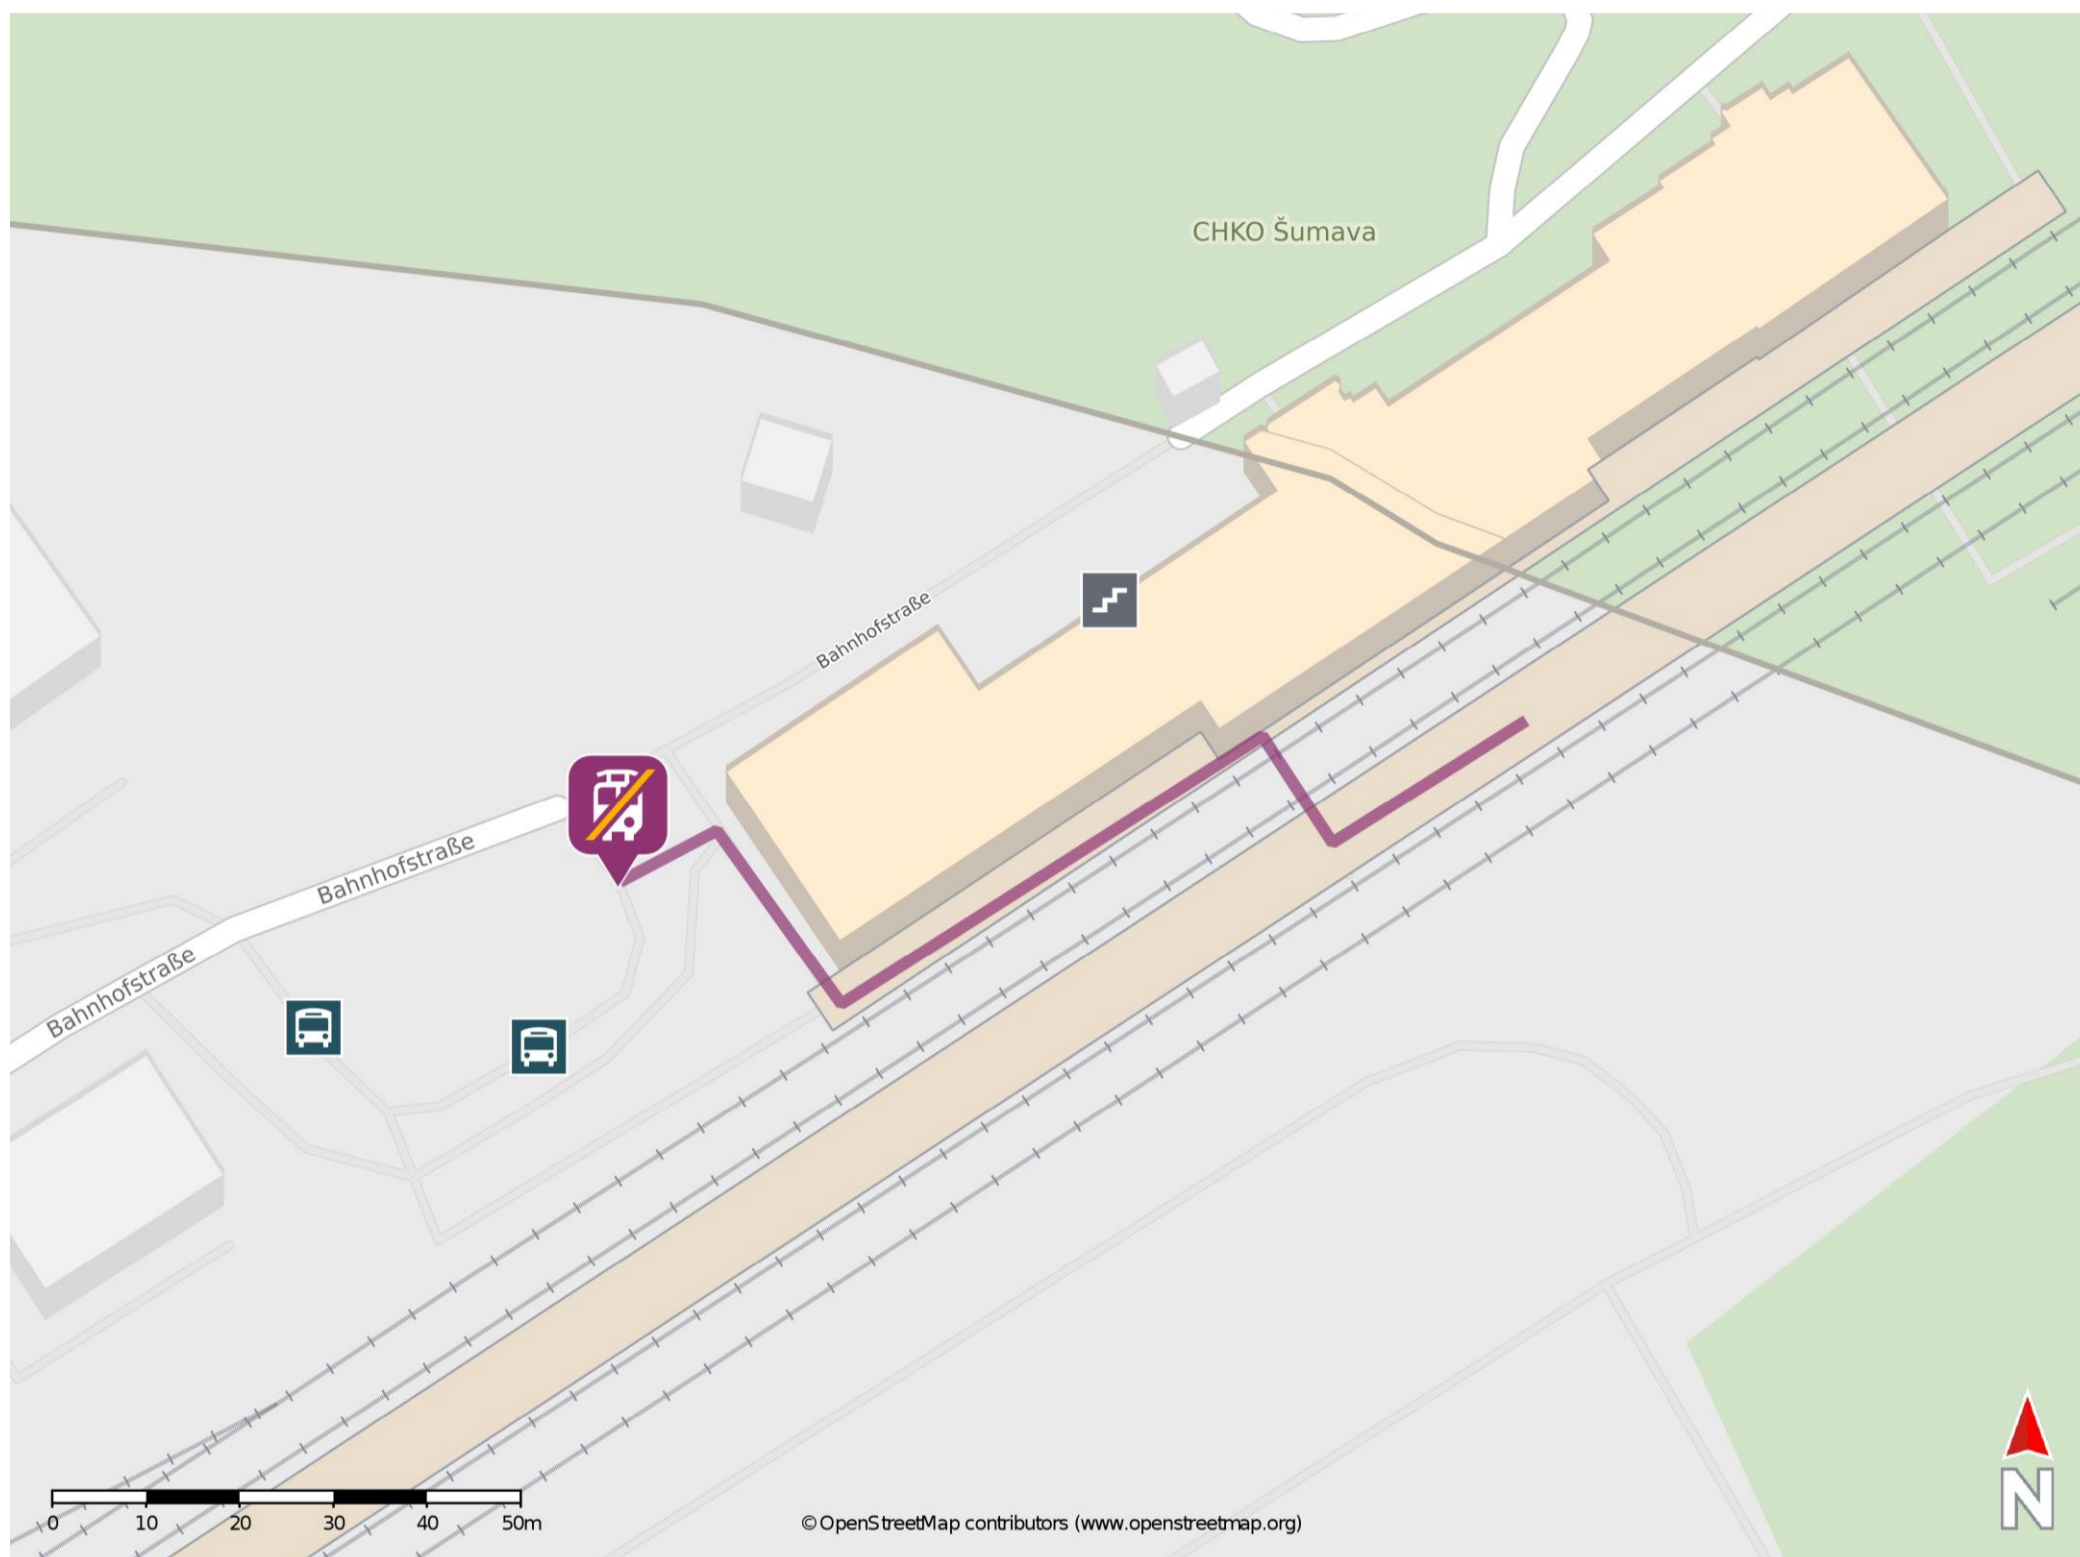 CHKO Šumava
Bahnhofstraße
Bahnhofstraße
Bahnhofstraße
0 10 20 30 40 50m
© OpenStreetMap contributors (www.openstreetmap.org)
N